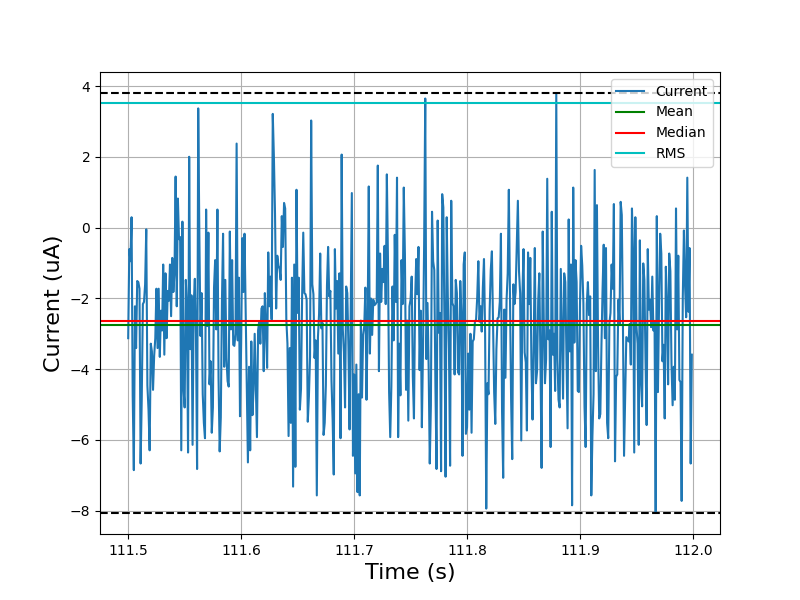 4
2
0
−2
−4
−6
−8
Current (uA)
Current
Mean
Median
RMS
111.5
111.6
111.7
111.8
111.9
112.0
Time (s)